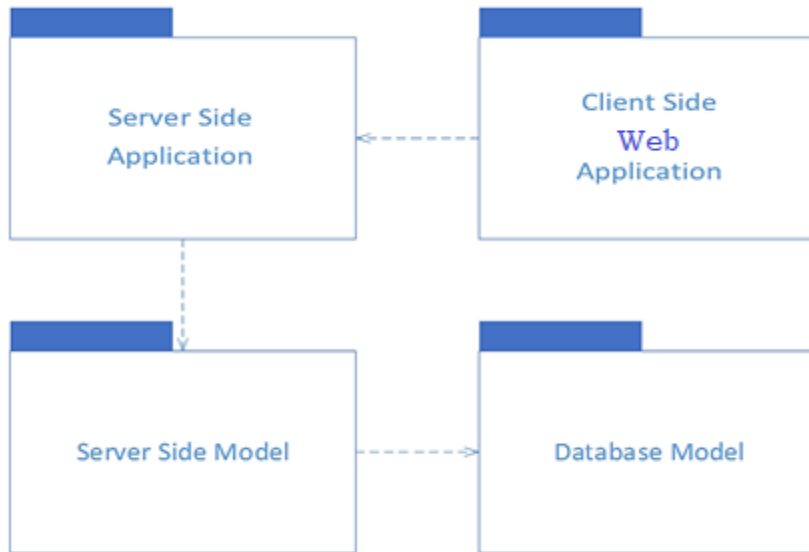 Server Side
Application
Client Side
Web
Application
Server Side Model
Database Model